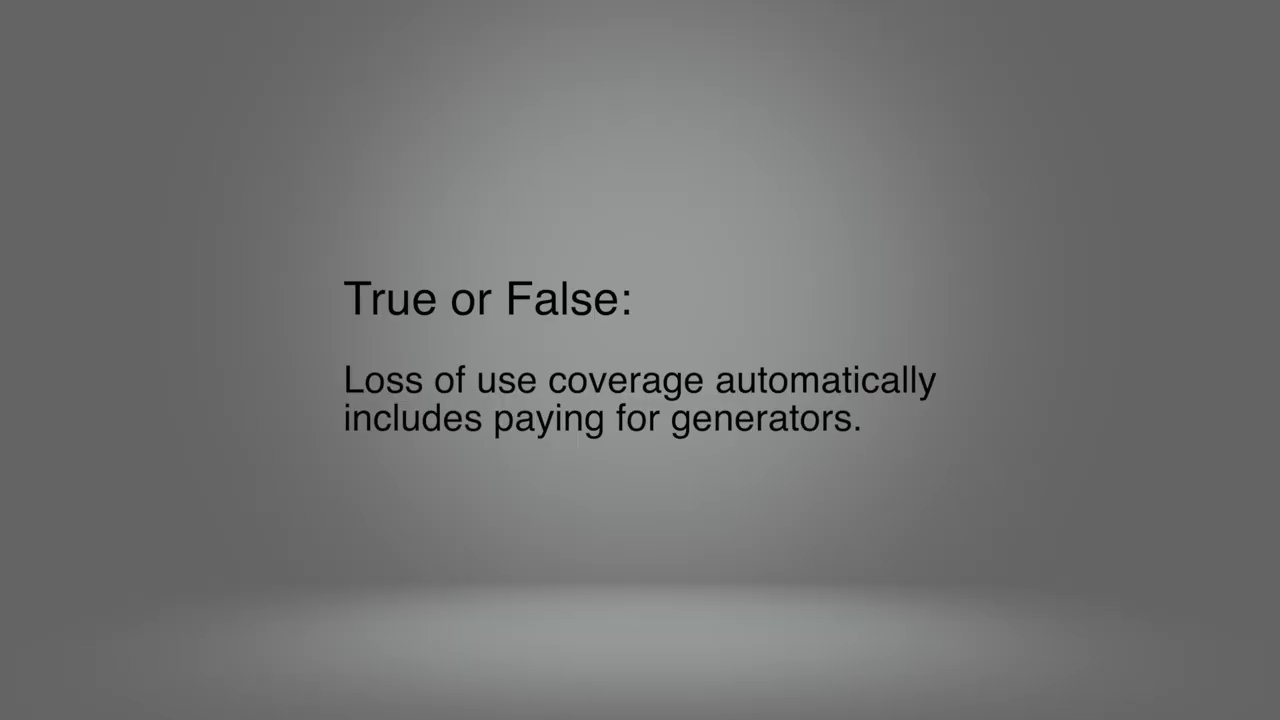 True or False:
Loss of use coverage automatically
includes paying for generators.